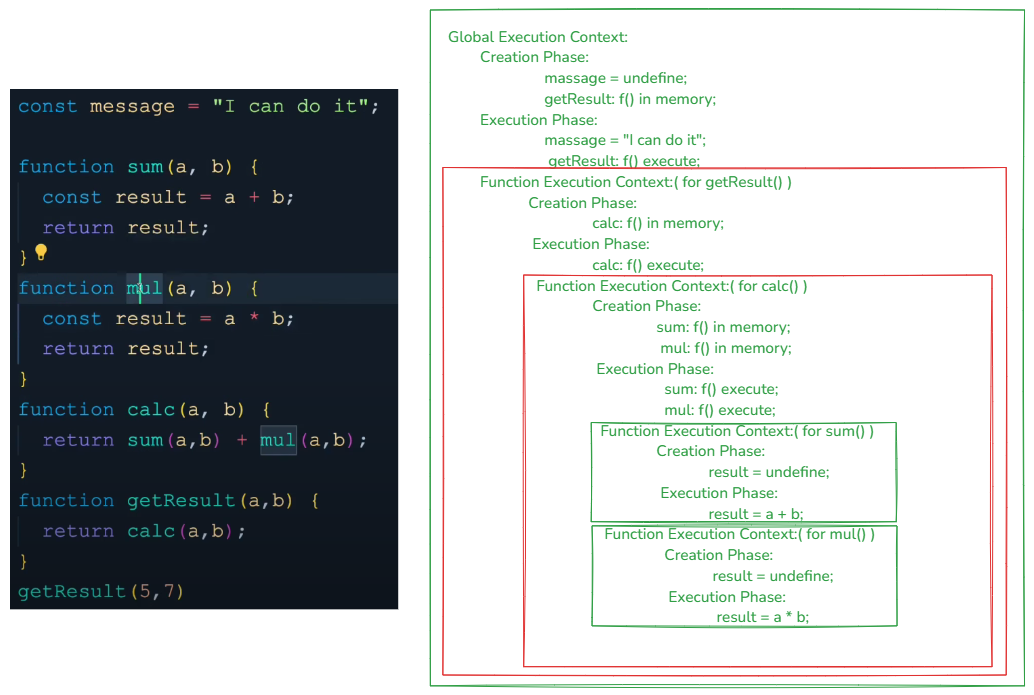 const message = "I can do it";
function sum(a, b) {
const result = a + b;
return result;
}
function mul(a, b) {
const result = a * b;
return result;
}
function calc(a, b) {
return sum(a,b) + mul(a,b);
}
function getResult(a,b) {
return calc(a,b);
}
getResult(5,7)
Global Execution Context:
Creation Phase:
massage = undefine;
getResult: f() in memory;
Execution Phase:
massage = "I can do it";
getResult: f() execute;
Function Execution Context:( for getResult() )
Creation Phase:
calc: f() in memory;
Execution Phase:
calc: f() execute;
Function Execution Context:( for calc() )
Creation Phase:
sum: f() in memory;
mul: f() in memory;
Execution Phase:
sum: f() execute;
mul: f() execute;
Function Execution Context:( for sum() )
Creation Phase:
result = undefine;
Execution Phase:
result = a + b;
Function Execution Context:( for mul() )
Creation Phase:
result = undefine;
Execution Phase:
result = a * b;